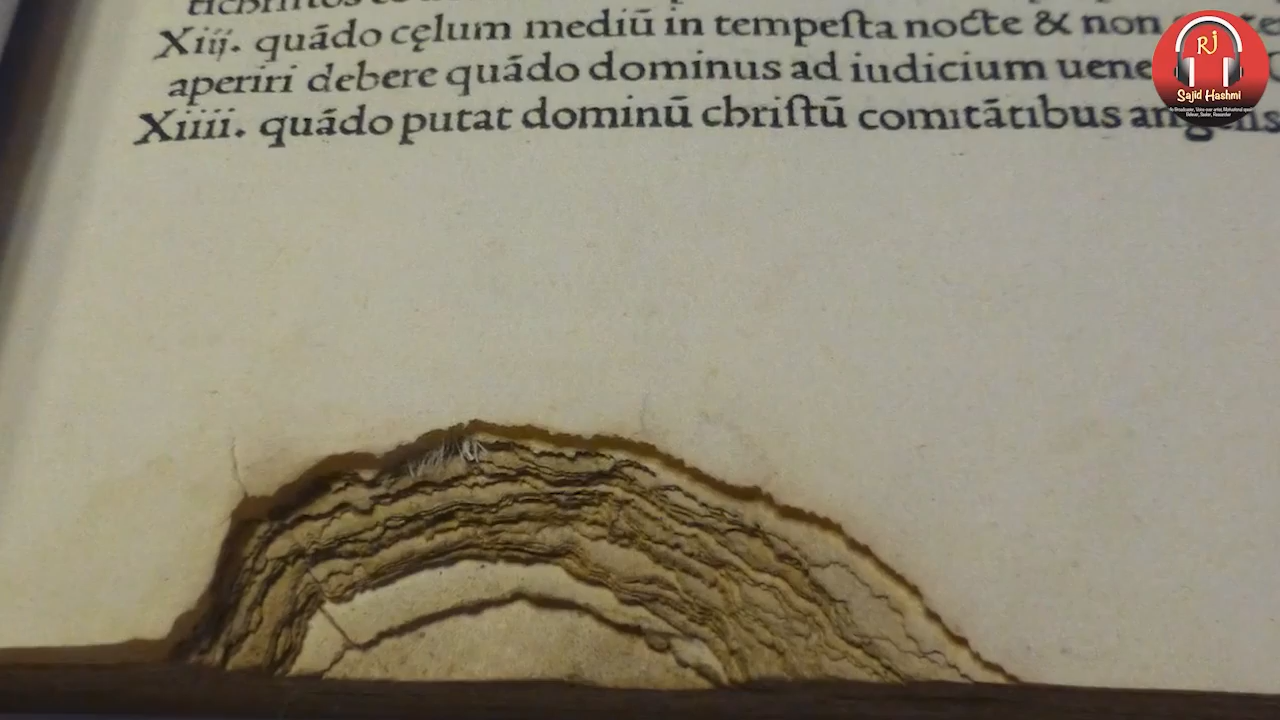 Xiij. quādo cęlum mediū in tempeſta nocte & non
aperiri debere quādo dominus ad iudicium uene
Xiiii. quādo putat dominū chriſtū comitātibus angelis
RJ
Sajid Hashmi